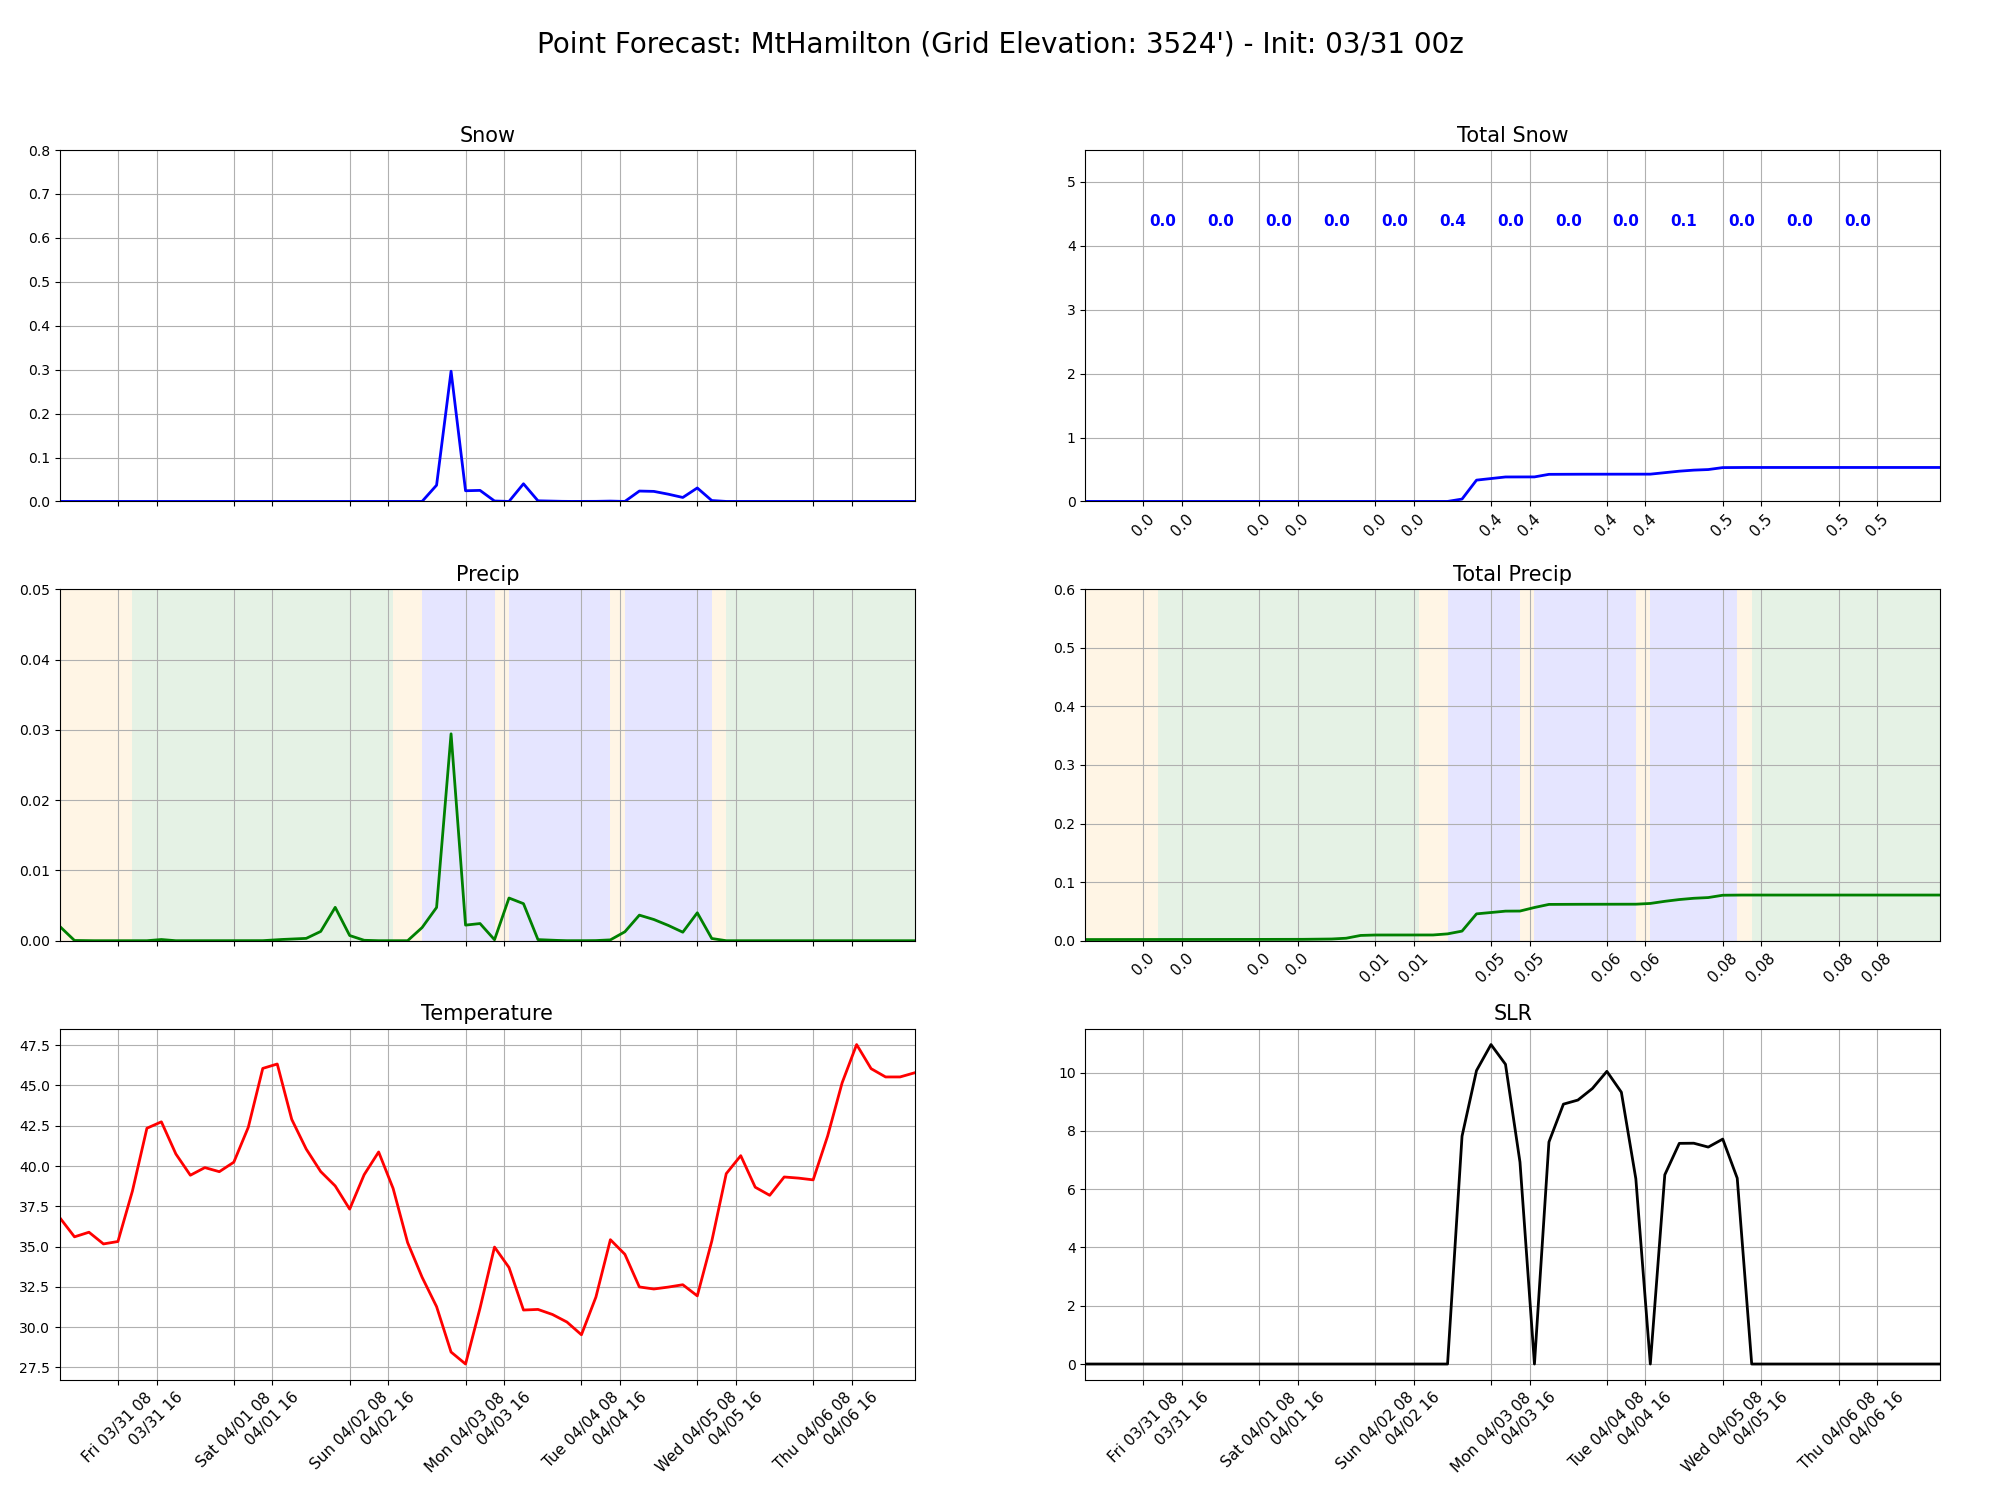 Point Forecast: MtHamilton (Grid Elevation: 3524') - Init: 03/31 00z
Snow
0.8
0.7
0.6
0.5
0.4
0.3
0.2
0.1
0.0
Total Snow
5
4
3
2
1
0
0.0 0.0 0.0 0.0 0.0 0.4 0.0 0.0 0.0 0.1 0.0 0.0 0.0
0.0 0.0 0.0 0.0 0.0 0.0 0.4 0.4 0.4 0.4 0.5 0.5 0.5 0.5
Precip
0.05
0.04
0.03
0.02
0.01
0.00
Total Precip
0.6
0.5
0.4
0.3
0.2
0.1
0.0
0.0 0.0 0.0 0.0 0.01 0.01 0.05 0.05 0.06 0.06 0.08 0.08 0.08 0.08
Temperature
47.5
45.0
42.5
40.0
37.5
35.0
32.5
30.0
27.5
Fri 03/31 08
03/31 16
Sat 04/01 08
04/01 16
Sun 04/02 08
04/02 16
Mon 04/03 08
04/03 16
Tue 04/04 08
04/04 16
Wed 04/05 08
04/05 16
Thu 04/06 08
04/06 16
SLR
10
8
6
4
2
0
Fri 03/31 08
03/31 16
Sat 04/01 08
04/01 16
Sun 04/02 08
04/02 16
Mon 04/03 08
04/03 16
Tue 04/04 08
04/04 16
Wed 04/05 08
04/05 16
Thu 04/06 08
04/06 16